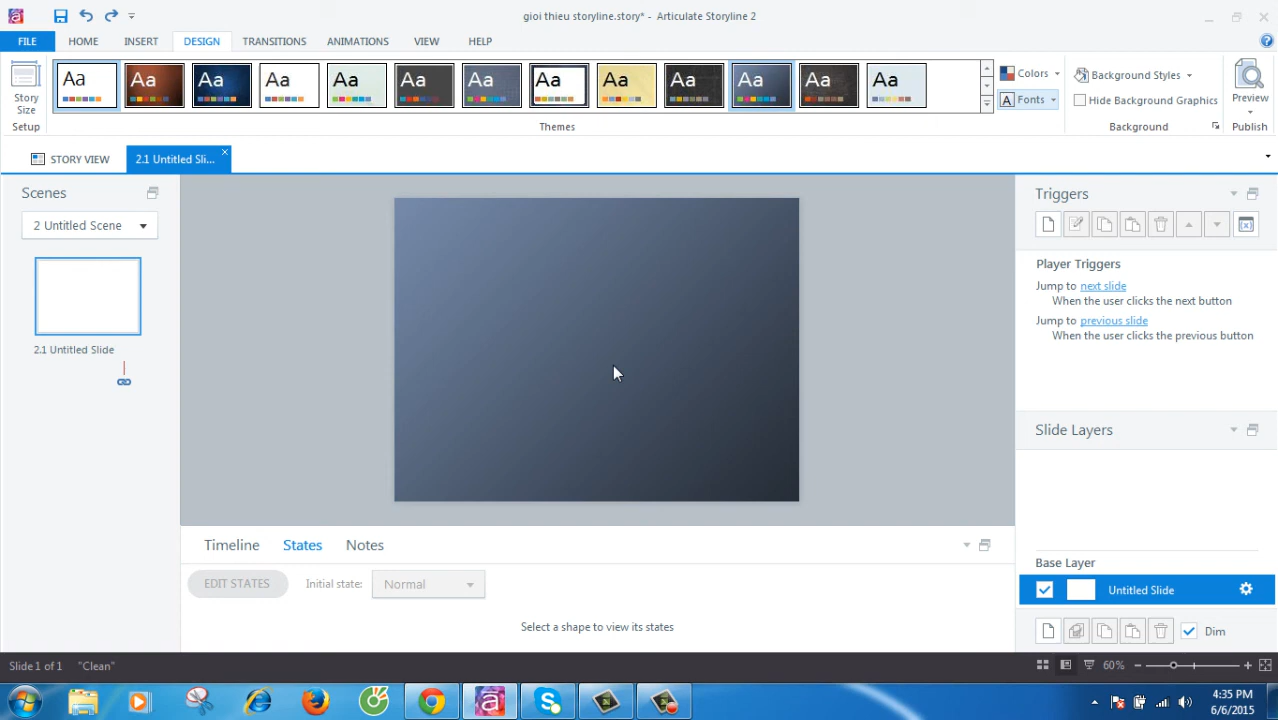 gioi thieu storyline.story* - Articulate Storyline 2
FILE HOME INSERT DESIGN TRANSITIONS ANIMATIONS VIEW HELP
Story Size
Setup
Aa Aa Aa Aa Aa Aa Aa Aa Aa Aa Aa Aa Aa
Themes
Colors
A Fonts
Background Styles
Hide Background Graphics
Background
Preview
Publish
STORY VIEW
2.1 Untitled Sli...
Scenes
2 Untitled Scene
2.1 Untitled Slide
Triggers
Player Triggers
Jump to next slide
When the user clicks the next button
Jump to previous slide
When the user clicks the previous button
Slide Layers
Timeline States Notes
EDIT STATES Initial state: Normal
Select a shape to view its states
Base Layer
Untitled Slide
Dim
Slide 1 of 1 "Clean"
60%
4:35 PM
6/6/2015